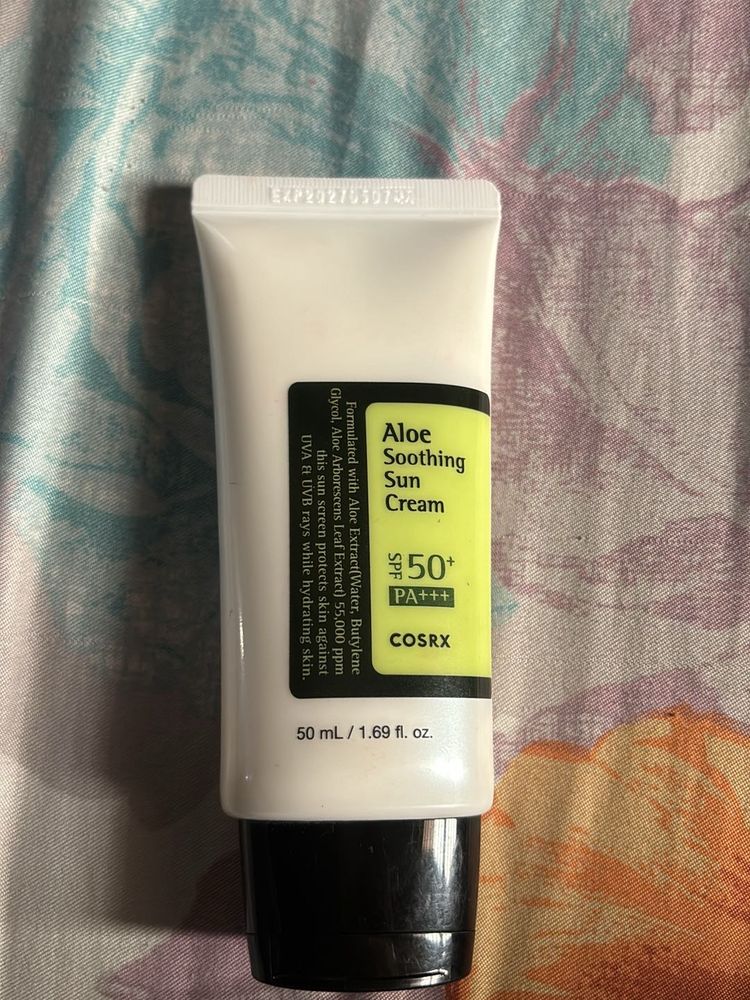 Aloe
Soothing
Sun
Cream
SPF 50+
PA+++
COSRX
Formulated with Aloe Extract(Water, Butylene
Glycol, Aloe Arborescens Leaf Extract) 55,000 ppm
this sun screen protects skin against
UVA & UVB rays while hydrating skin.
50 mL / 1.69 fl. oz.